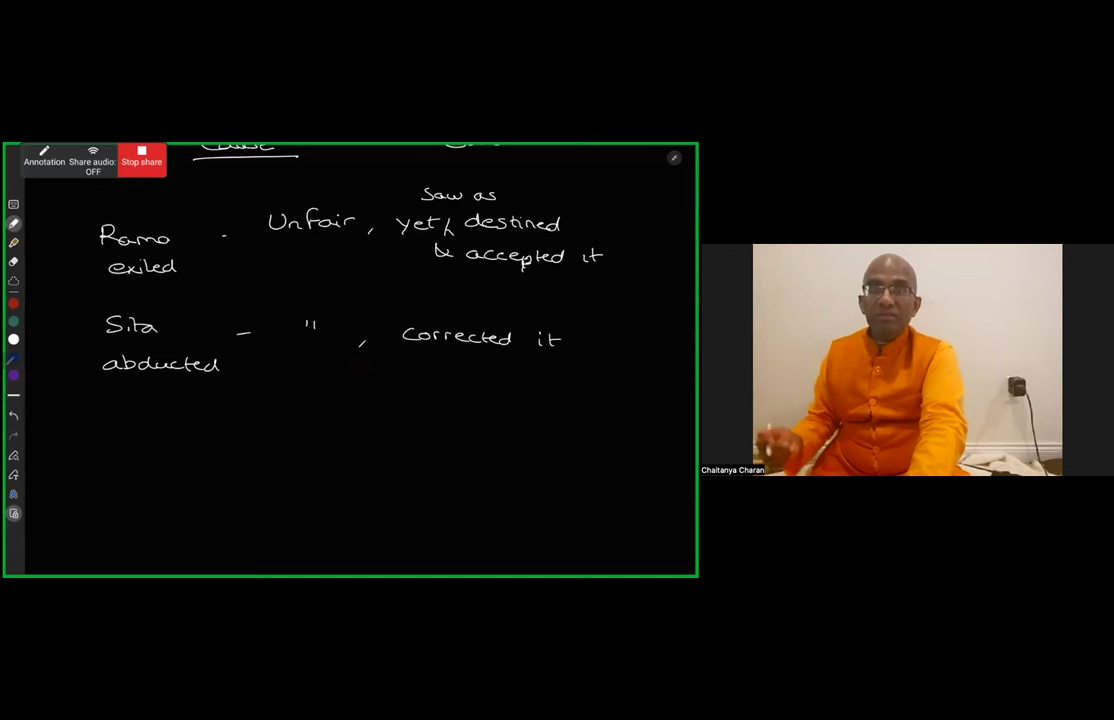 Annotation
Share audio:
OFF
Stop share
Saw as
Rama - Unfair, yet destined
exiled & accepted it
Sita - " , corrected it
abducted
Chaitanya Charan